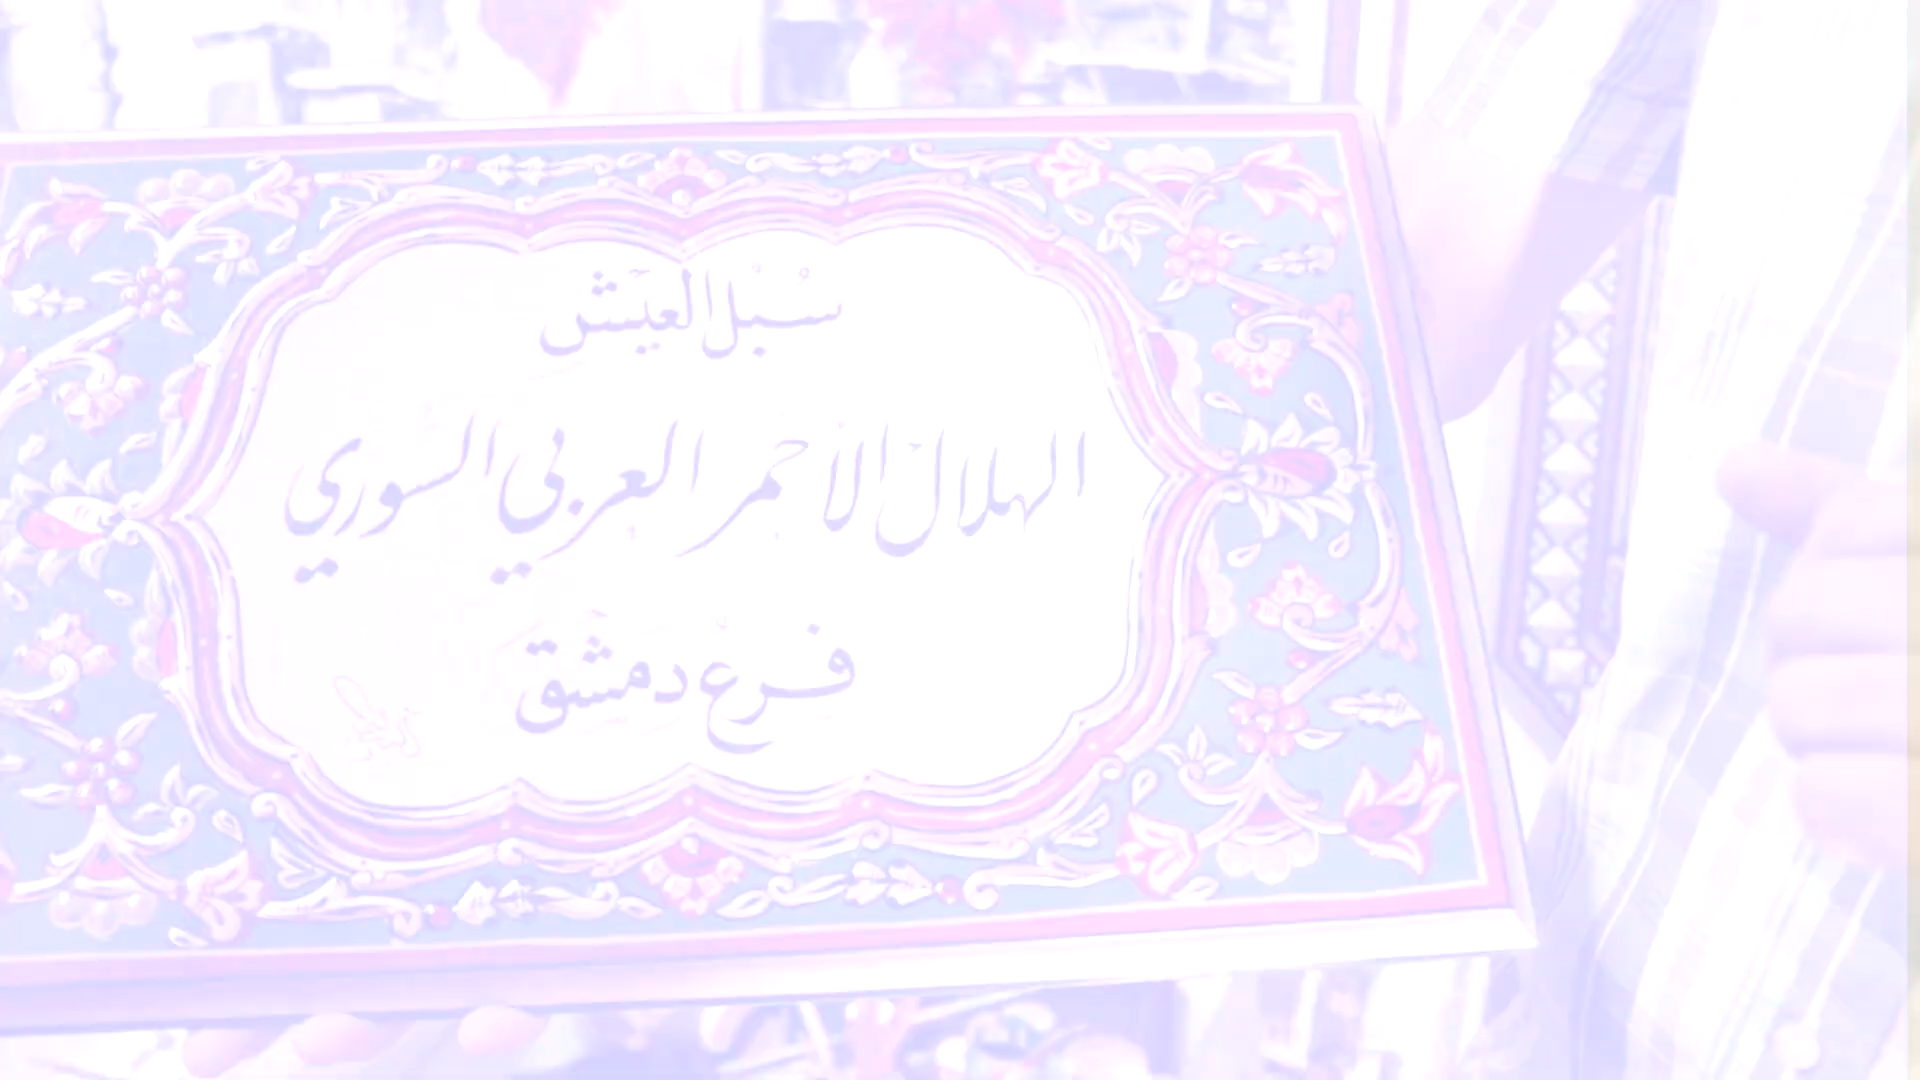 سبل العيش
الهلال الأحمر العربي السوري
فرع دمشق